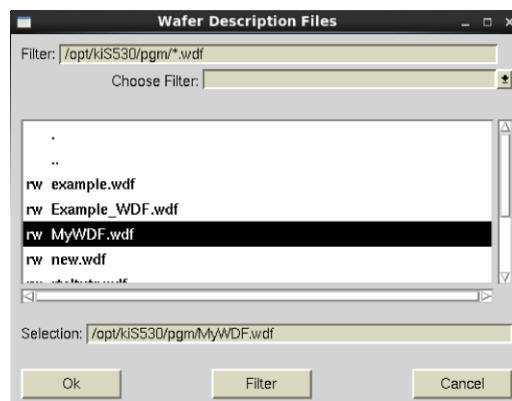 Wafer Description Files
Filter: /opt/kiS530/pgm/*.wdf
Choose Filter:
.
..
rw example.wdf
rw Example_WDF.wdf
rw MyWDF.wdf
rw new.wdf
Selection: /opt/kiS530/pgm/MyWDF.wdf
Ok Filter Cancel